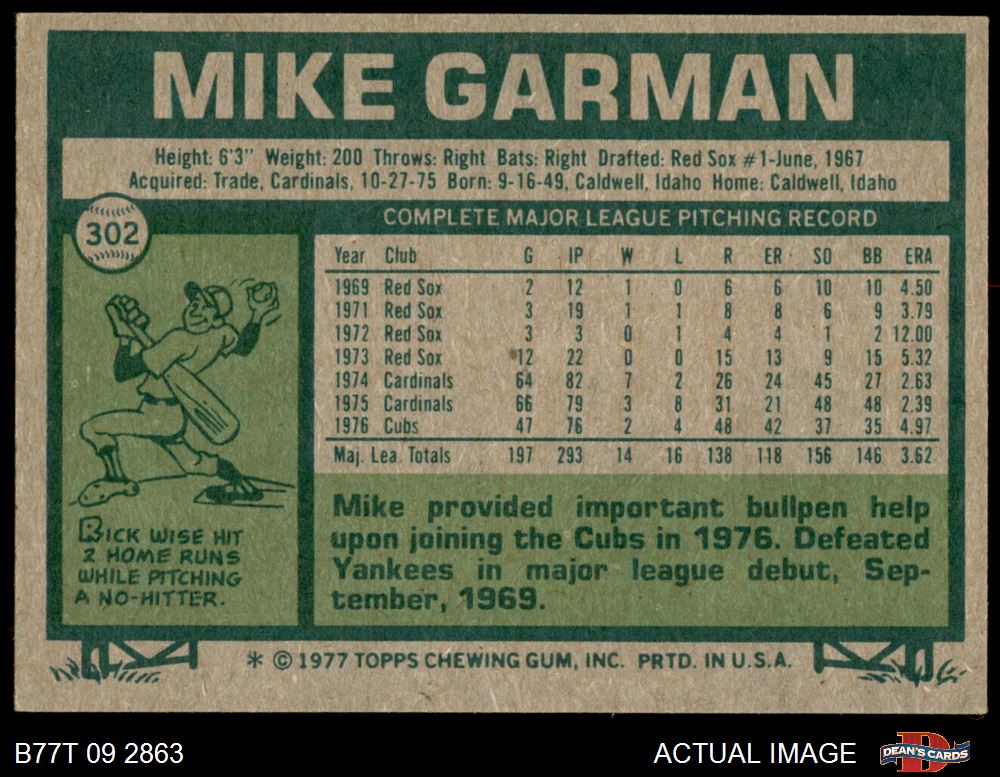 MIKE GARMAN
Height: 6'3" Weight: 200 Throws: Right Bats: Right Drafted: Red Sox #1-June, 1967
Acquired: Trade, Cardinals, 10-27-75 Born: 9-16-49, Caldwell, Idaho Home: Caldwell, Idaho
302
COMPLETE MAJOR LEAGUE PITCHING RECORD
Year Club G IP W L R ER SO BB ERA
1969 Red Sox 2 12 1 0 6 6 10 10 4.50
1971 Red Sox 3 19 1 1 8 8 6 9 3.79
1972 Red Sox 3 3 0 1 4 4 1 2 12.00
1973 Red Sox 12 22 0 0 15 13 9 15 5.32
1974 Cardinals 64 82 7 2 26 24 45 27 2.63
1975 Cardinals 66 79 3 8 31 21 48 48 2.39
1976 Cubs 47 76 2 4 48 42 37 35 4.97
Maj. Lea. Totals 197 293 14 16 138 118 156 146 3.62
RICK WISE HIT
2 HOME RUNS
WHILE PITCHING
A NO-HITTER.
Mike provided important bullpen help
upon joining the Cubs in 1976. Defeated
Yankees in major league debut, Sep-
tember, 1969.
* © 1977 TOPPS CHEWING GUM, INC. PRTD. IN U.S.A.
B77T 09 2863
ACTUAL IMAGE
DEAN'S CARDS